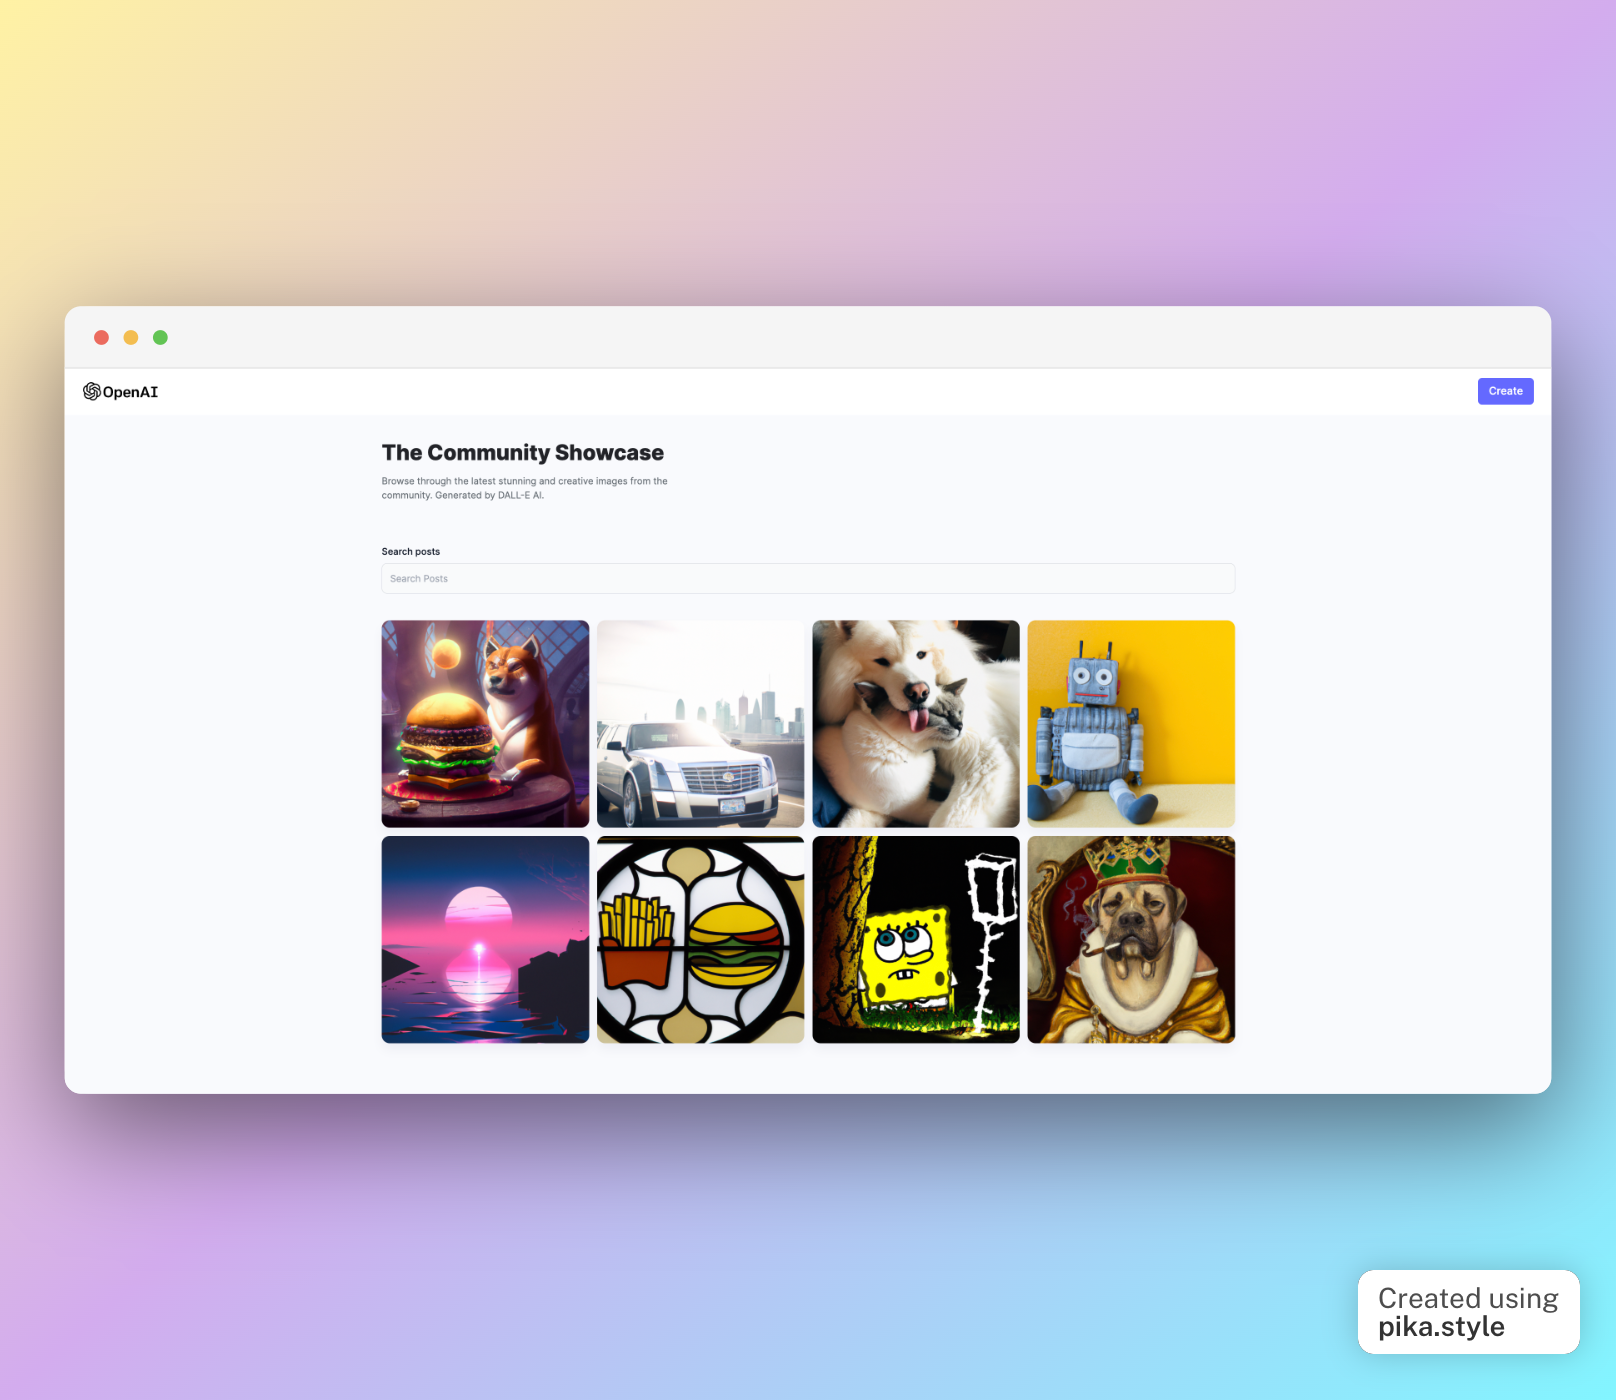 OpenAI
Create
The Community Showcase
Browse through the latest stunning and creative images from the
community. Generated by DALL-E AI.
Search posts
Search Posts
Created using
pika.style